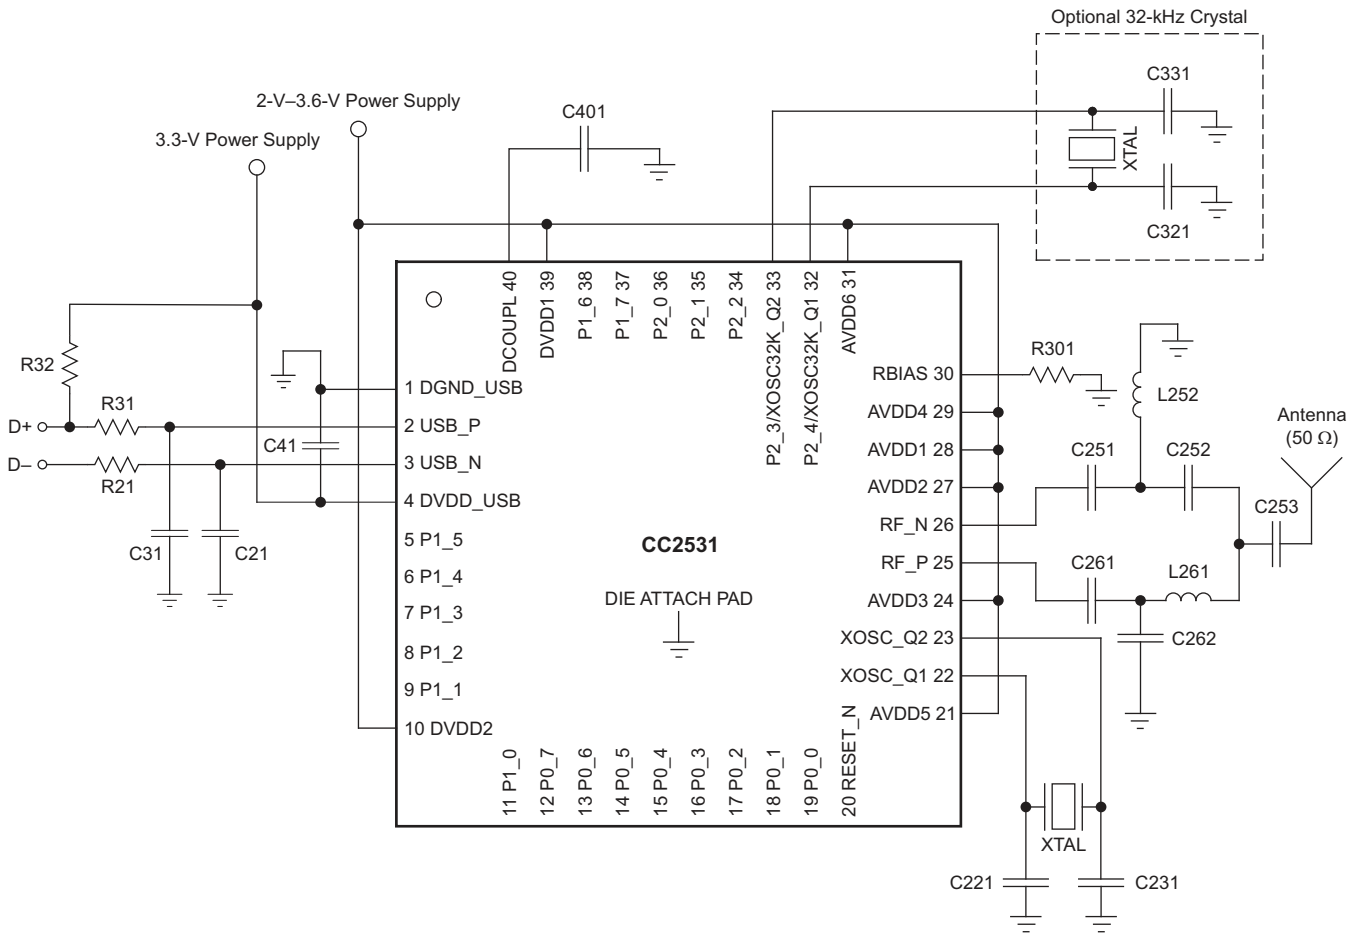 Optional 32-kHz Crystal
C331
XTAL
C321
2-V–3.6-V Power Supply
3.3-V Power Supply
C401
DCOUPL 40
DVDD1 39
P1_6 38
P1_7 37
P2_0 36
P2_1 35
P2_2 34
P2_3/XOSC32K_Q2 33
P2_4/XOSC32K_Q1 32
AVDD6 31
R32
D+
R31
D–
R21
C41
C31
C21
1 DGND_USB
2 USB_P
3 USB_N
4 DVDD_USB
5 P1_5
6 P1_4
7 P1_3
8 P1_2
9 P1_1
10 DVDD2
CC2531
DIE ATTACH PAD
RBIAS 30
AVDD4 29
AVDD1 28
AVDD2 27
RF_N 26
RF_P 25
AVDD3 24
XOSC_Q2 23
XOSC_Q1 22
AVDD5 21
11 P1_0
12 P0_7
13 P0_6
14 P0_5
15 P0_4
16 P0_3
17 P0_2
18 P0_1
19 P0_0
20 RESET_N
R301
L252
C251
C252
Antenna
(50 Ω)
C253
C261
L261
C262
XTAL
C221
C231